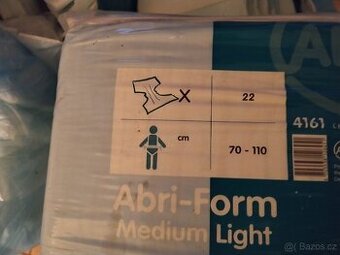 X 22
4161
cm 70 - 110
Abri-Form
Medium Light
© Bazos.cz